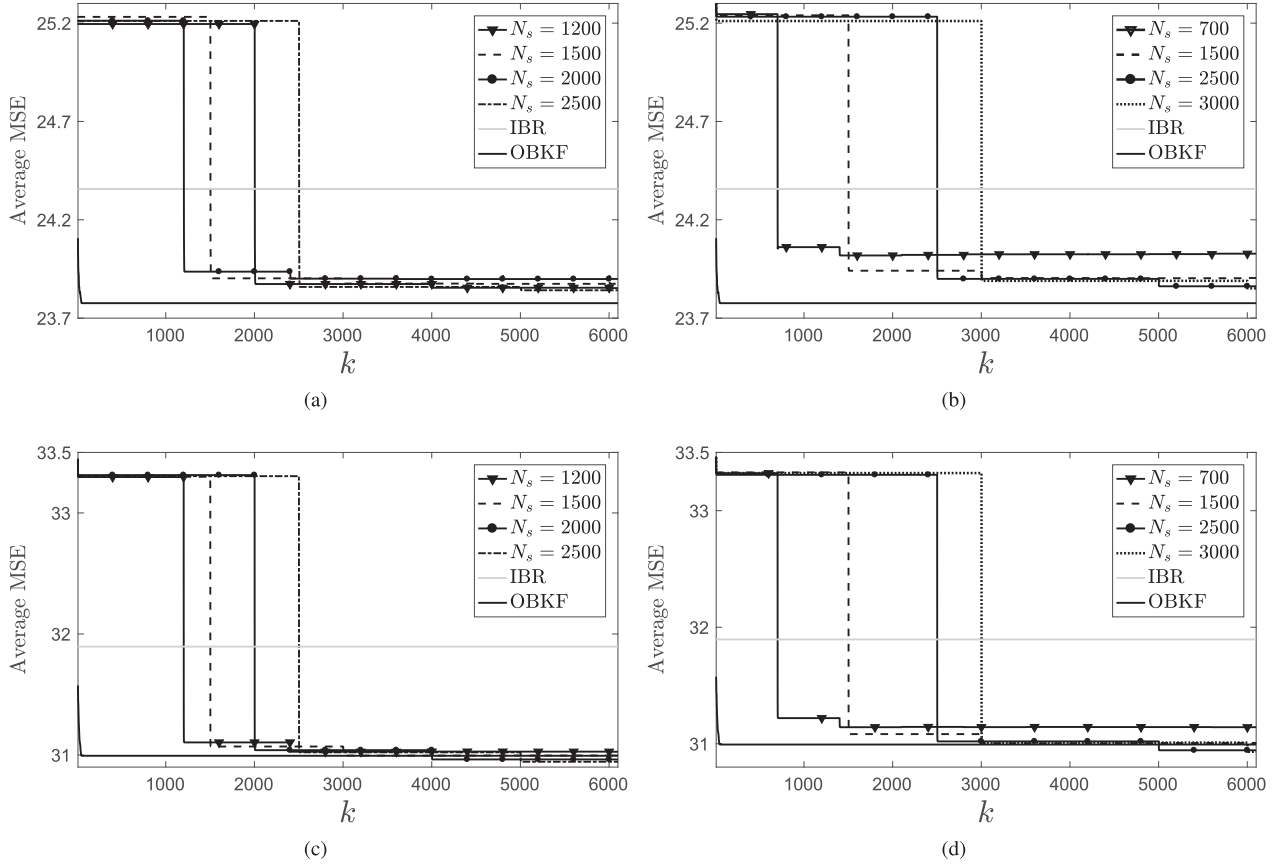 25.2
24.7
24.2
23.7
Average MSE
1000 2000 3000 4000 5000 6000
k
N_s = 1200
N_s = 1500
N_s = 2000
N_s = 2500
IBR
OBKF
(a)
25.2
24.7
24.2
23.7
Average MSE
1000 2000 3000 4000 5000 6000
k
N_s = 700
N_s = 1500
N_s = 2500
N_s = 3000
IBR
OBKF
(b)
33.5
33
32
31
Average MSE
1000 2000 3000 4000 5000 6000
k
N_s = 1200
N_s = 1500
N_s = 2000
N_s = 2500
IBR
OBKF
(c)
33.5
33
32
31
Average MSE
1000 2000 3000 4000 5000 6000
k
N_s = 700
N_s = 1500
N_s = 2500
N_s = 3000
IBR
OBKF
(d)